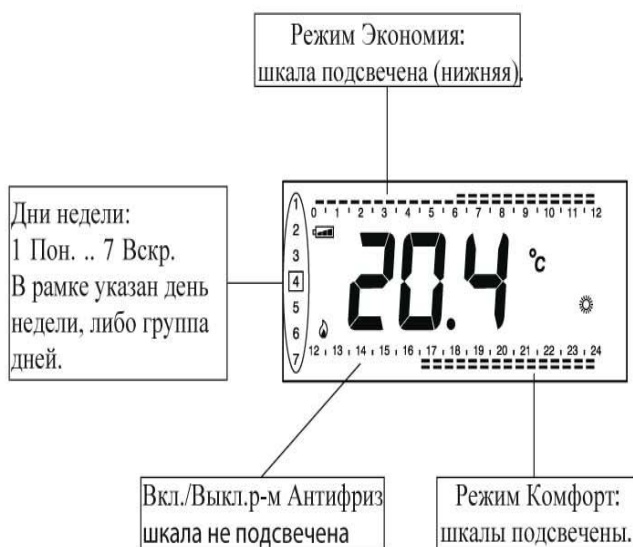 Режим Экономия:
шкала подсвечена (нижняя).
Дни недели:
1 Пон. .. 7 Вскр.
В рамке указан день
недели, либо группа
дней.
1
2
3
4
5
6
7
0 1 2 3 4 5 6 7 8 9 10 11 12
20.4 °C
12 13 14 15 16 17 18 19 20 21 22 23 24
Вкл./Выкл.р-м Антифриз
шкала не подсвечена
Режим Комфорт:
шкалы подсвечены.